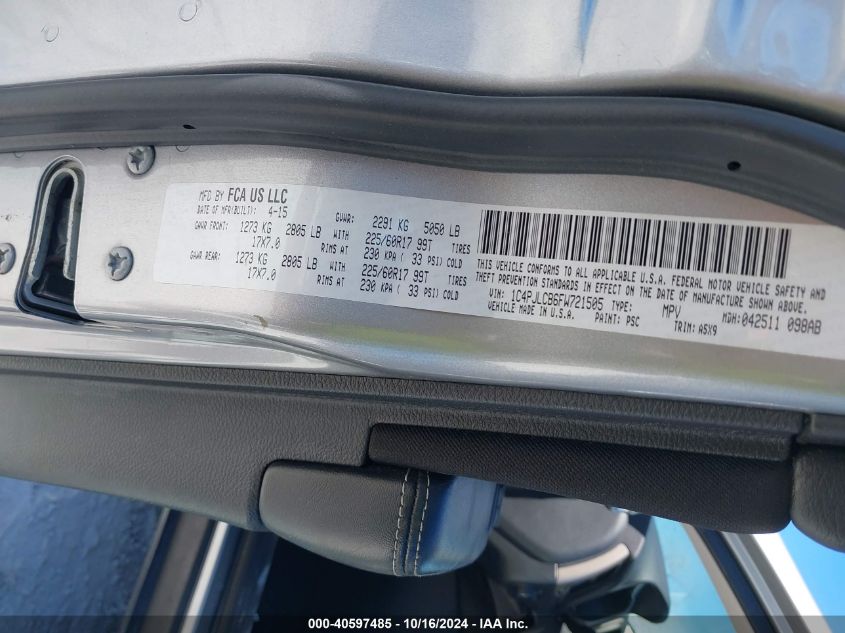 MFD BY FCA US LLC
DATE OF MFR(BUILT): 4-15 GVWR: 2291 KG 5050 LB
GAWR FRONT: 1273 KG 2805 LB WITH 225/60R17 99T TIRES
17X7.0 RIMS AT 230 KPA ( 33 PSI) COLD
GAWR REAR: 1273 KG 2805 LB WITH 225/60R17 99T TIRES
17X7.0 RIMS AT 230 KPA ( 33 PSI) COLD
THIS VEHICLE CONFORMS TO ALL APPLICABLE U.S.A. FEDERAL MOTOR VEHICLE SAFETY AND
THEFT PREVENTION STANDARDS IN EFFECT ON THE DATE OF MANUFACTURE SHOWN ABOVE.
VIN: 1C4PJLCB6FW721505 TYPE: MPV MDH: 042511 098AB
VEHICLE MADE IN U.S.A. PAINT: PSC TRIM: A5X9
000-40597485 - 10/16/2024 - IAA Inc.